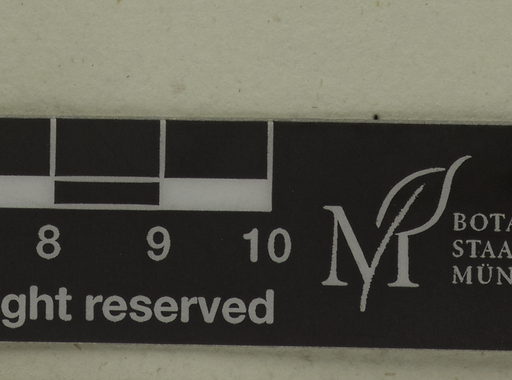 8 9 10
ght reserved
M
BOTA
STAA
MÜN